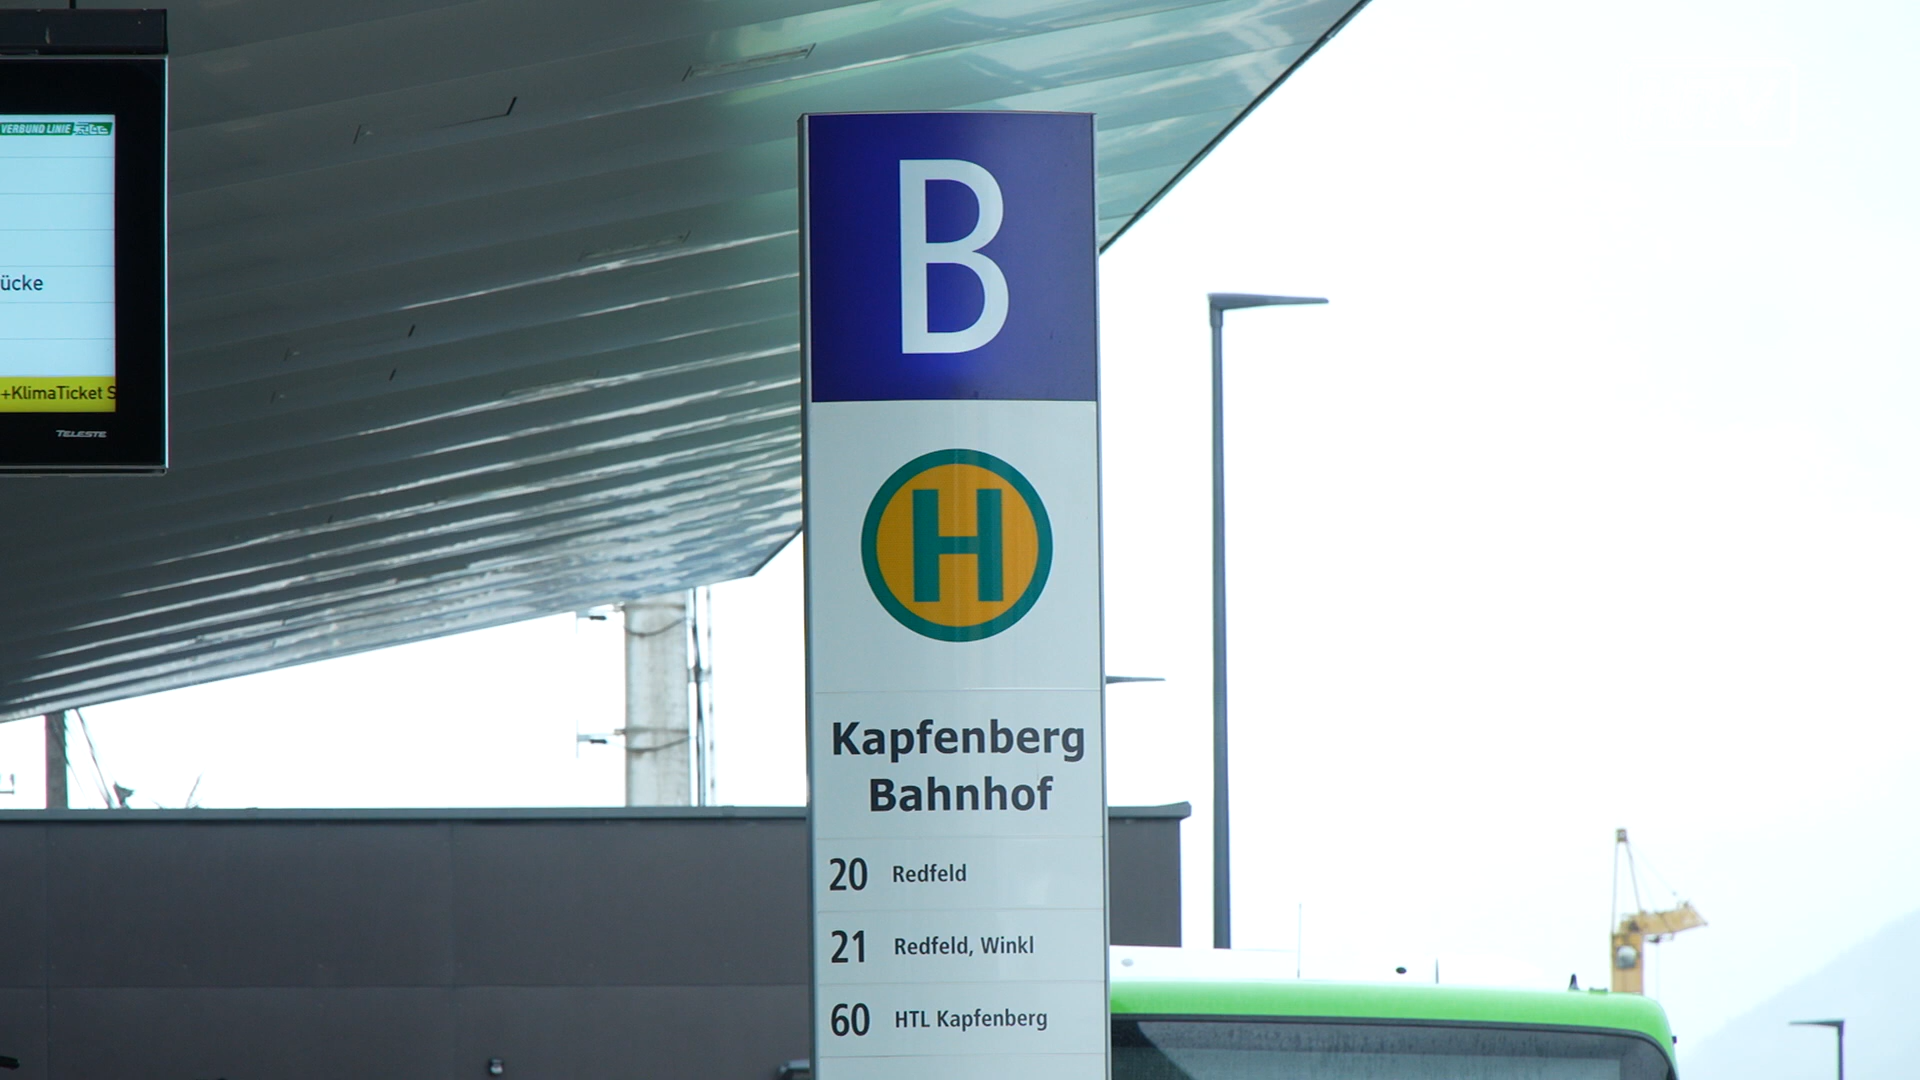 VERBUND LINIE
ücke
+KlimaTicket S
TELESTE
B
H
Kapfenberg
Bahnhof
20 Redfeld
21 Redfeld, Winkl
60 HTL Kapfenberg